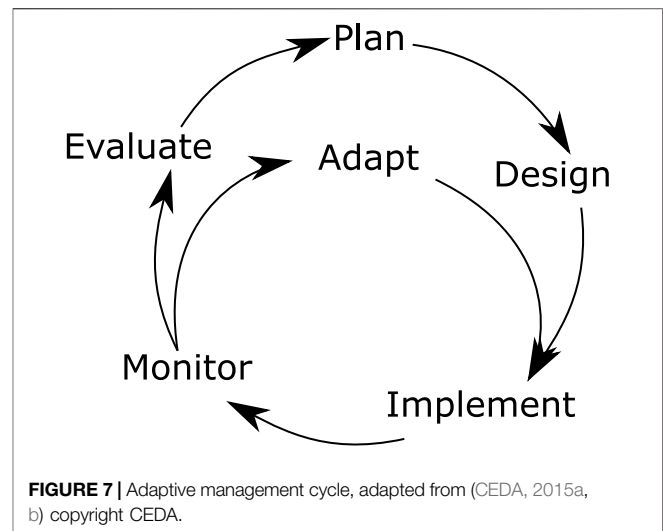 Plan
Evaluate
Adapt
Design
Monitor
Implement
FIGURE 7 | Adaptive management cycle, adapted from (CEDA, 2015a,
b) copyright CEDA.